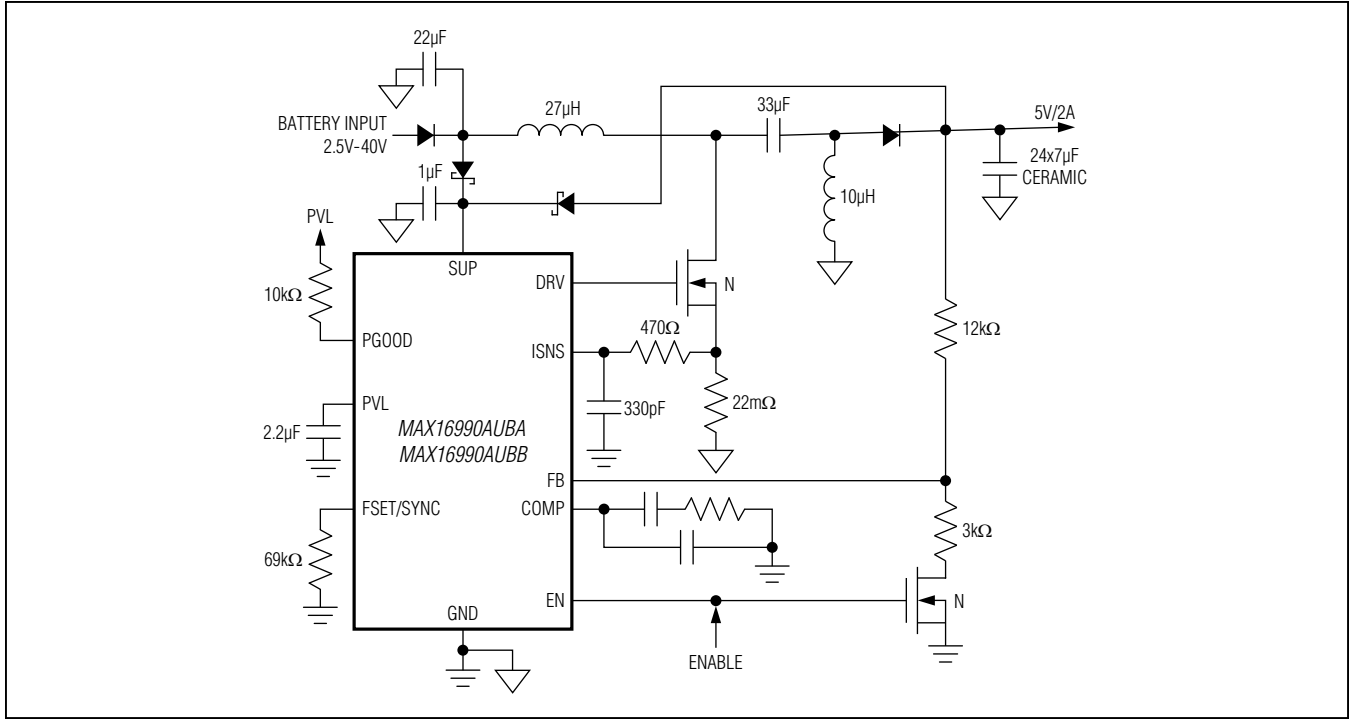 22µF
27µH
33µF
5V/2A
BATTERY INPUT
2.5V-40V
1µF
24x7µF
CERAMIC
10µH
PVL
SUP
DRV
N
10kΩ
PGOOD
470Ω
ISNS
12kΩ
330pF
22mΩ
PVL
2.2µF
MAX16990AUBA
MAX16990AUBB
FB
FSET/SYNC
COMP
3kΩ
69kΩ
EN
N
GND
ENABLE